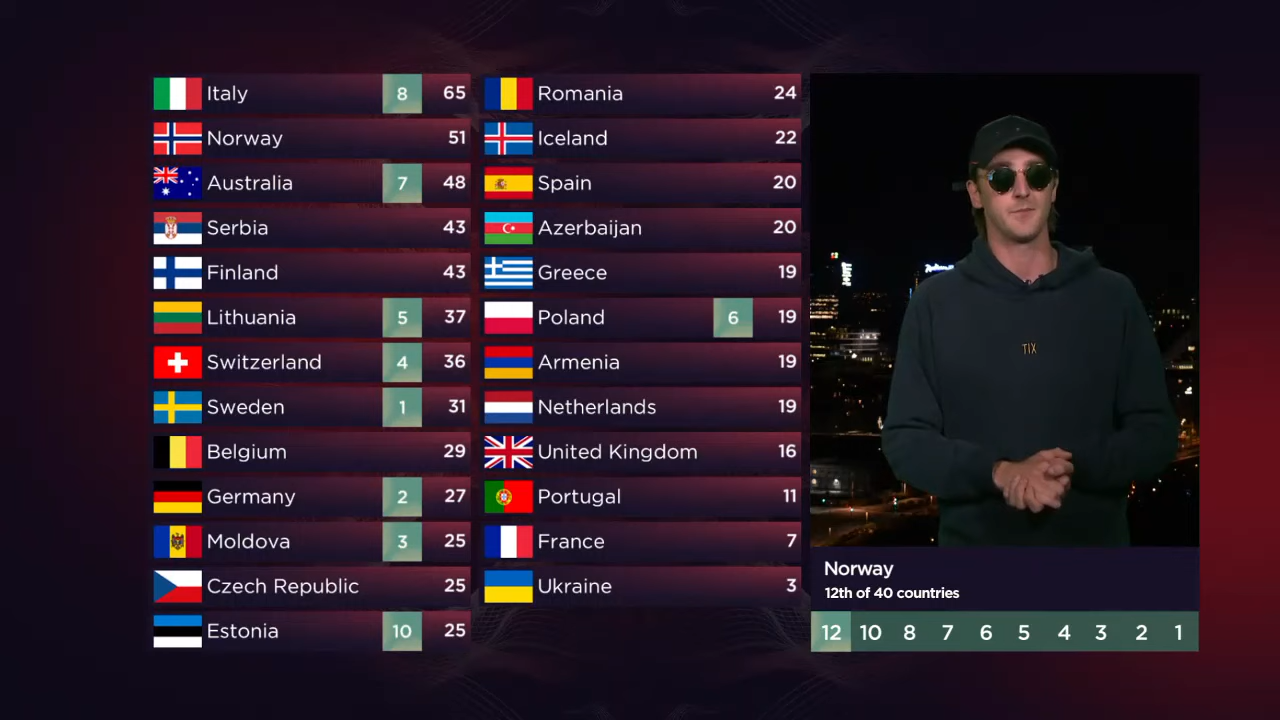 Italy 8 65
Norway 51
Australia 7 48
Serbia 43
Finland 43
Lithuania 5 37
Switzerland 4 36
Sweden 1 31
Belgium 29
Germany 2 27
Moldova 3 25
Czech Republic 25
Estonia 10 25
Romania 24
Iceland 22
Spain 20
Azerbaijan 20
Greece 19
Poland 6 19
Armenia 19
Netherlands 19
United Kingdom 16
Portugal 11
France 7
Ukraine 3
TIX
Norway
12th of 40 countries
12 10 8 7 6 5 4 3 2 1